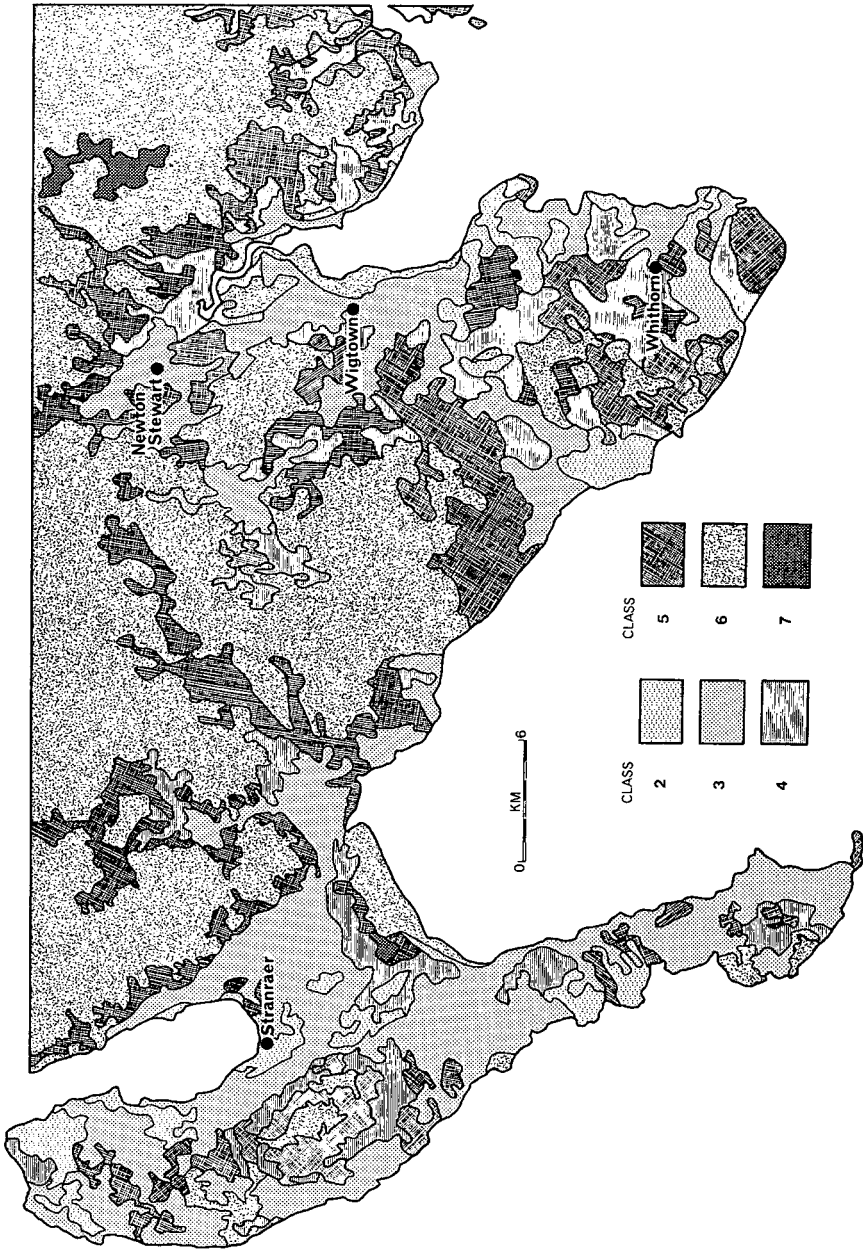 Newton
Stewart
Wigtown
Whithorn
Stranraer
0 KM 6
CLASS
2
3
4
CLASS
5
6
7